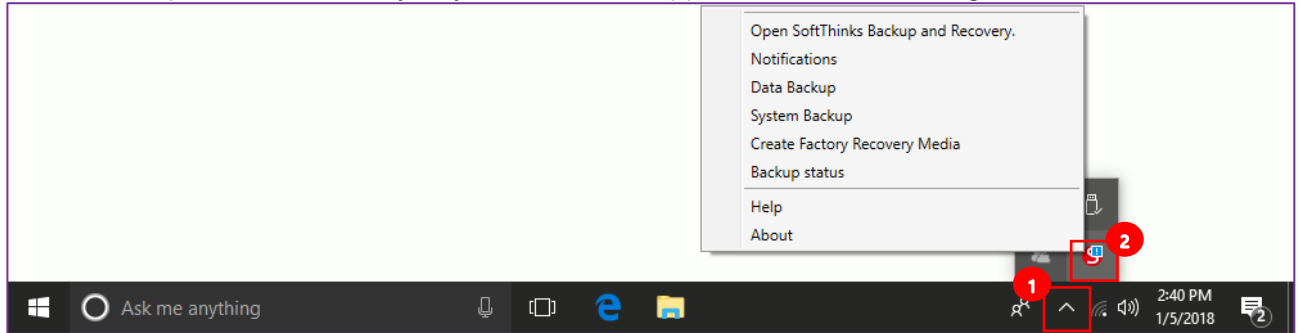 Open SoftThinks Backup and Recovery.
Notifications
Data Backup
System Backup
Create Factory Recovery Media
Backup status
Help
About
2
1
Ask me anything
2:40 PM
1/5/2018
2